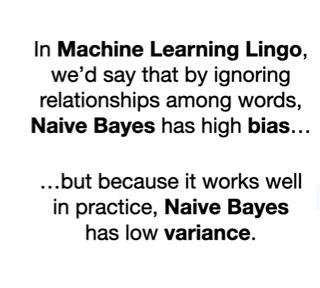 In Machine Learning Lingo,
we’d say that by ignoring
relationships among words,
Naive Bayes has high bias…
…but because it works well
in practice, Naive Bayes
has low variance.